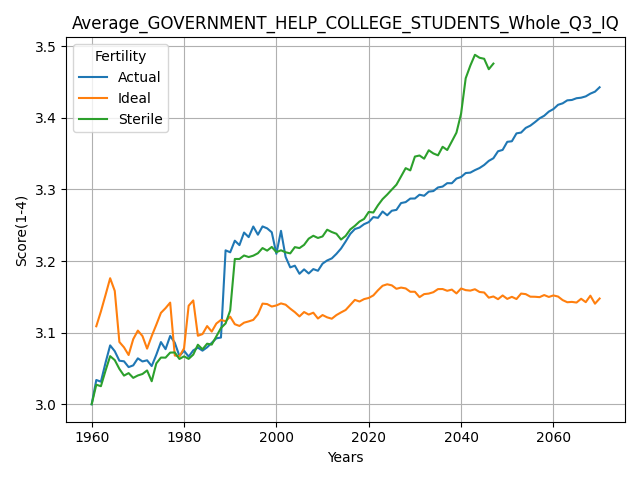 Average_GOVERNMENT_HELP_COLLEGE_STUDENTS_Whole_Q3_IQ
Fertility
Actual
Ideal
Sterile
3.5
3.4
3.3
3.2
3.1
3.0
Score(1-4)
1960
1980
2000
2020
2040
2060
Years